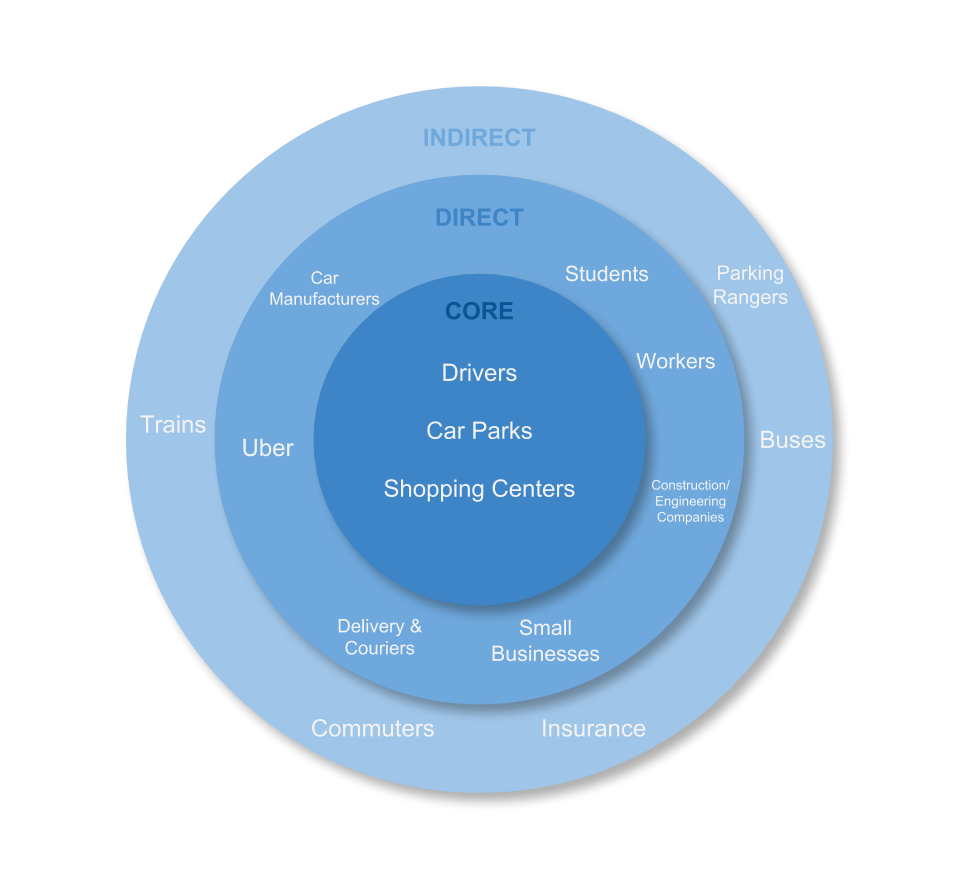 INDIRECT
DIRECT
Car
Manufacturers
Students
Parking
Rangers
CORE
Drivers
Workers
Trains
Car Parks
Uber
Buses
Shopping Centers
Construction/
Engineering
Companies
Delivery &
Couriers
Small
Businesses
Commuters
Insurance